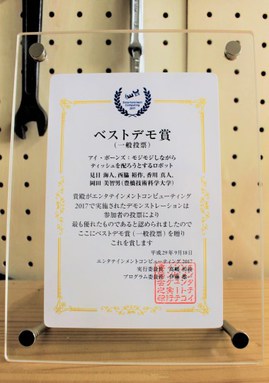 ベストデモ賞
(一般投票)
アイ・ボーンズ:モジモジしながら
ティッシュを配ろうとするロボット
見目 海人, 西脇 裕作, 香川 真人,
岡田 美智男(豊橋技術科学大学)
貴殿がエンタテインメントコンピューティング
2017で実施されたデモンストレーションは
参加者の投票により
最も優れたものであると認められましたので
ここにベストデモ賞(一般投票)を贈り
これを賞します
平成29年9月18日
エンタテインメントコンピューティング 2017
実行委員長
プログラム委員長